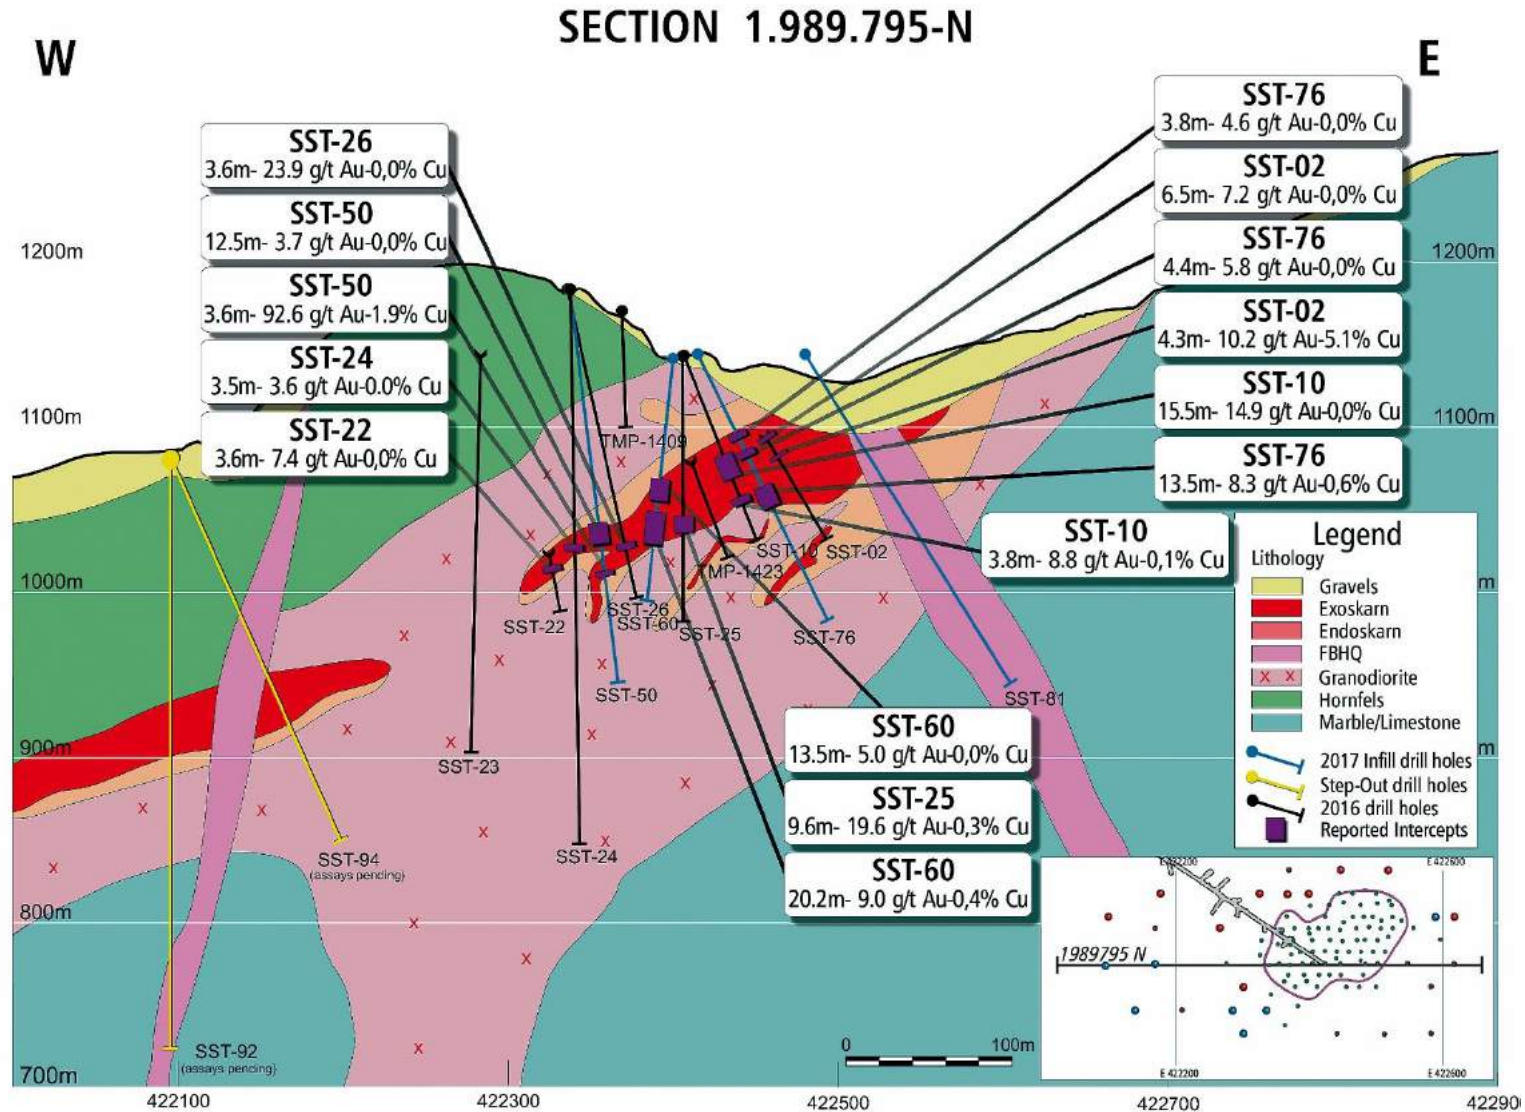 SECTION 1.989.795-N
W
E
SST-26
3.6m- 23.9 g/t Au-0,0% Cu
SST-50
12.5m- 3.7 g/t Au-0,0% Cu
SST-50
3.6m- 92.6 g/t Au-1.9% Cu
SST-24
3.5m- 3.6 g/t Au-0.0% Cu
SST-22
3.6m- 7.4 g/t Au-0,0% Cu
SST-76
3.8m- 4.6 g/t Au-0,0% Cu
SST-02
6.5m- 7.2 g/t Au-0,0% Cu
SST-76
4.4m- 5.8 g/t Au-0,0% Cu
SST-02
4.3m- 10.2 g/t Au-5.1% Cu
SST-10
15.5m- 14.9 g/t Au-0,0% Cu
SST-76
13.5m- 8.3 g/t Au-0,6% Cu
SST-10
3.8m- 8.8 g/t Au-0,1% Cu
SST-60
13.5m- 5.0 g/t Au-0,0% Cu
SST-25
9.6m- 19.6 g/t Au-0,3% Cu
SST-60
20.2m- 9.0 g/t Au-0,4% Cu
1200m
1100m
1000m
900m
800m
700m
1200m
1100m
m
m
TMP-1409
SST-10
SST-02
TMP-1423
SST-22
SST-26
SST-60
SST-25
SST-76
SST-50
SST-81
SST-23
SST-24
SST-94
(assays pending)
SST-92
(assays pending)
Legend
Lithology
Gravels
Exoskarn
Endoskarn
FBHQ
Granodiorite
Hornfels
Marble/Limestone
2017 Infill drill holes
Step-Out drill holes
2016 drill holes
Reported Intercepts
E 422200
E 422600
1989795 N
E 422200
E 422600
0
100m
422100
422300
422500
422700
42290